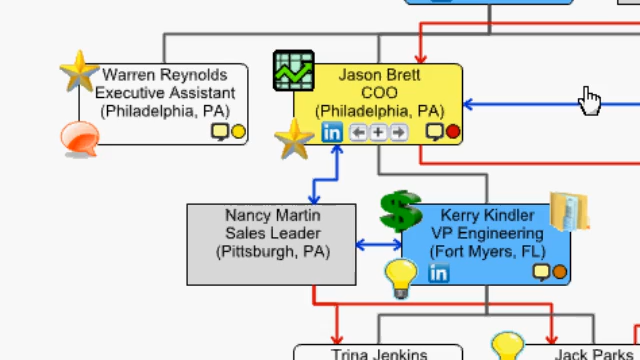 Warren Reynolds
Executive Assistant
(Philadelphia, PA)
Jason Brett
COO
(Philadelphia, PA)
in
Nancy Martin
Sales Leader
(Pittsburgh, PA)
Kerry Kindler
VP Engineering
(Fort Myers, FL)
in
Trina Jenkins
Jack Parks